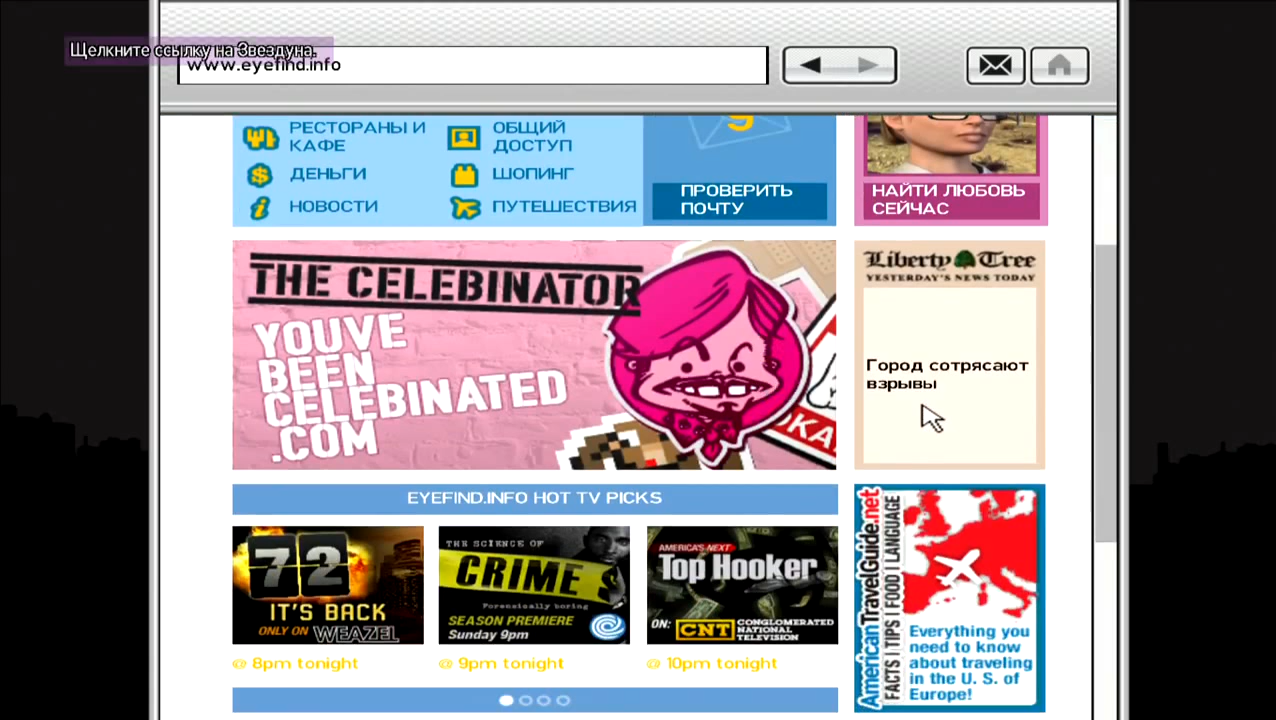 Щелкните ссылку на Звездуна.
www.eyefind.info
РЕСТОРАНЫ И
КАФЕ
ОБЩИЙ
ДОСТУП
9
ДЕНЬГИ
ШОПИНГ
НОВОСТИ
ПУТЕШЕСТВИЯ
ПРОВЕРИТЬ
ПОЧТУ
НАЙТИ ЛЮБОВЬ
СЕЙЧАС
THE CELEBINATOR
YOUVE
BEEN
CELEBINATED
.COM
Liberty Tree
YESTERDAY'S NEWS TODAY
Город сотрясают
взрывы
EYEFIND.INFO HOT TV PICKS
72
IT'S BACK
ONLY ON WEAZEL
@ 8pm tonight
THE SCIENCE OF
CRIME
Forensically boring
SEASON PREMIERE
Sunday 9pm
@ 9pm tonight
AMERICA'S NEXT
Top Hooker
ON: CNT CONGLOMERATED
NATIONAL
TELEVISION
@ 10pm tonight
AmericanTravelGuide.net
FACTS | TIPS | FOOD | LANGUAGE
Everything you
need to know
about traveling
in the U. S. of
Europe!